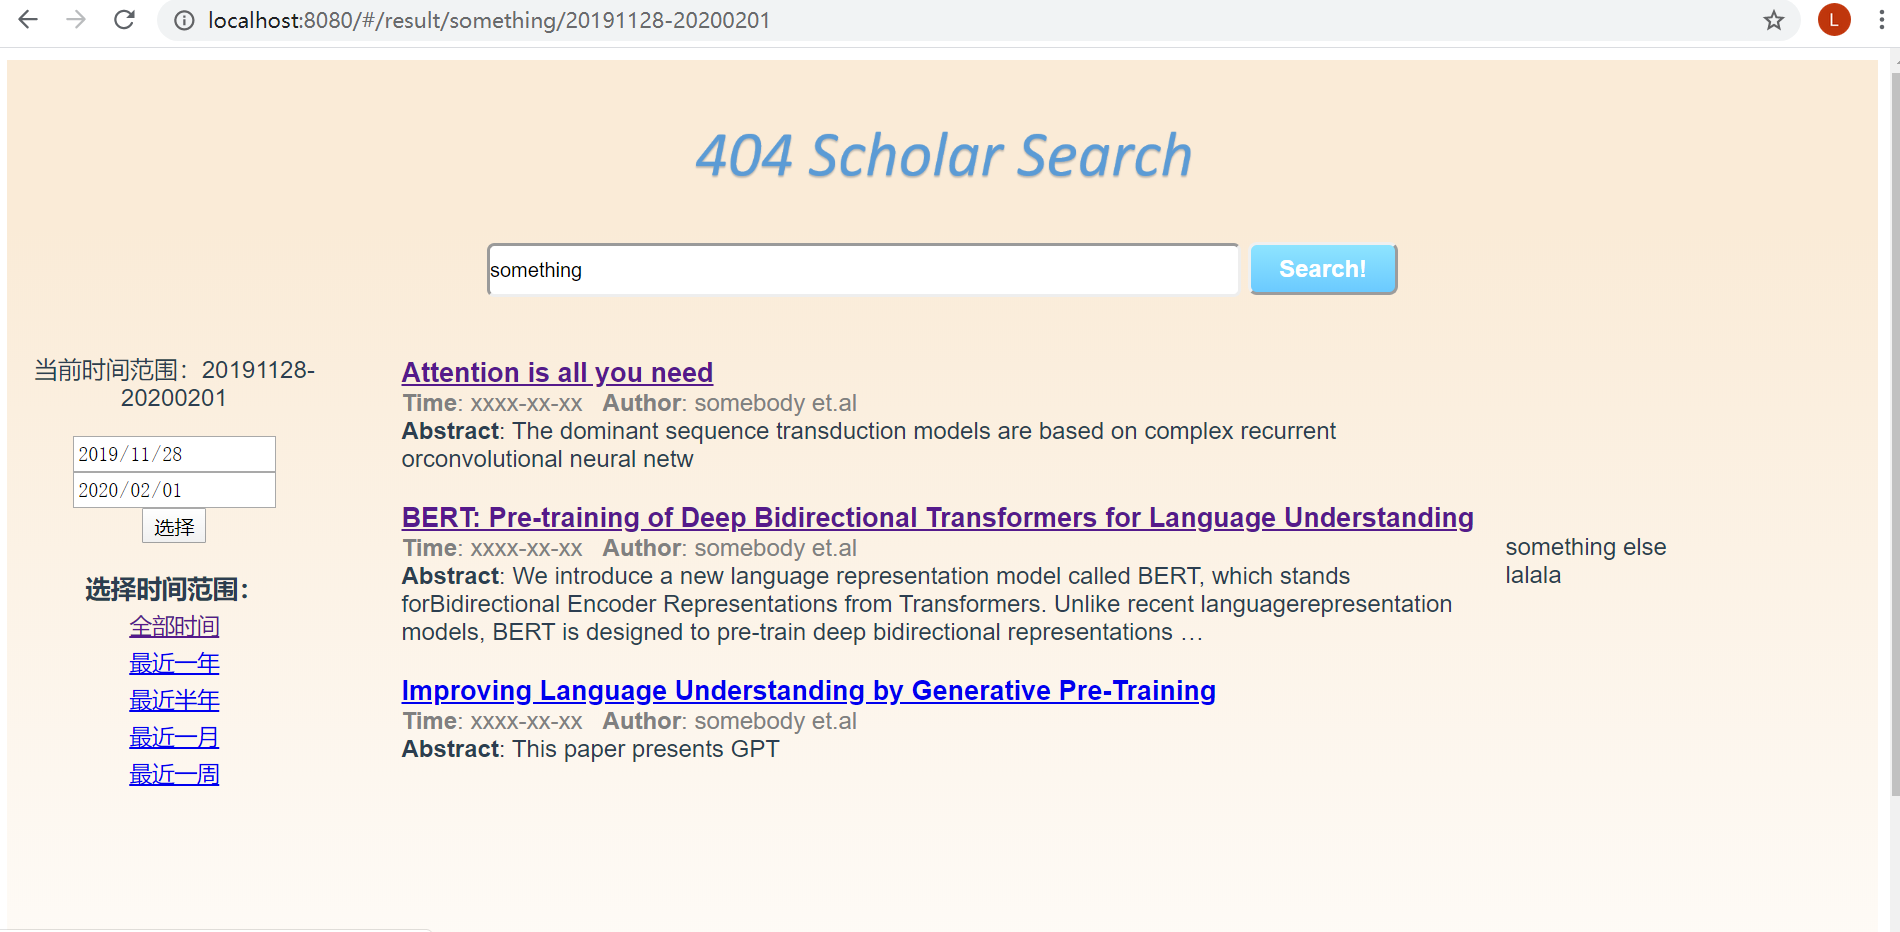 localhost:8080/#/result/something/20191128-20200201
L
404 Scholar Search
something
Search!
当前时间范围：20191128-
20200201
2019/11/28
2020/02/01
选择
选择时间范围：
全部时间
最近一年
最近半年
最近一月
最近一周
Attention is all you need
Time: xxxx-xx-xx Author: somebody et.al
Abstract: The dominant sequence transduction models are based on complex recurrent
orconvolutional neural netw
BERT: Pre-training of Deep Bidirectional Transformers for Language Understanding
Time: xxxx-xx-xx Author: somebody et.al
Abstract: We introduce a new language representation model called BERT, which stands
forBidirectional Encoder Representations from Transformers. Unlike recent languagerepresentation
models, BERT is designed to pre-train deep bidirectional representations …
Improving Language Understanding by Generative Pre-Training
Time: xxxx-xx-xx Author: somebody et.al
Abstract: This paper presents GPT
something else
lalala